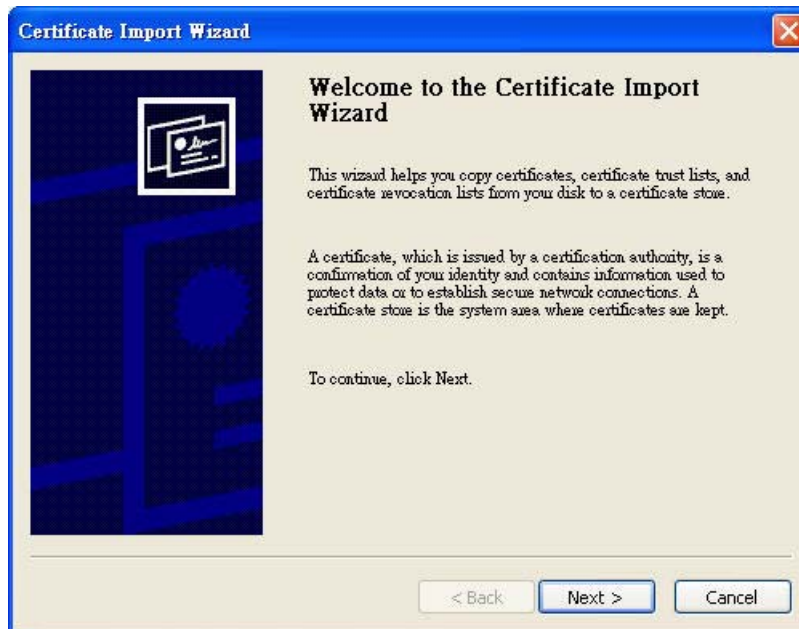 Certificate Import Wizard
Welcome to the Certificate Import
Wizard
This wizard helps you copy certificates, certificate trust lists, and
certificate revocation lists from your disk to a certificate store.
A certificate, which is issued by a certification authority, is a
confirmation of your identity and contains information used to
protect data or to establish secure network connections. A
certificate store is the system area where certificates are kept.
To continue, click Next.
< Back
Next >
Cancel